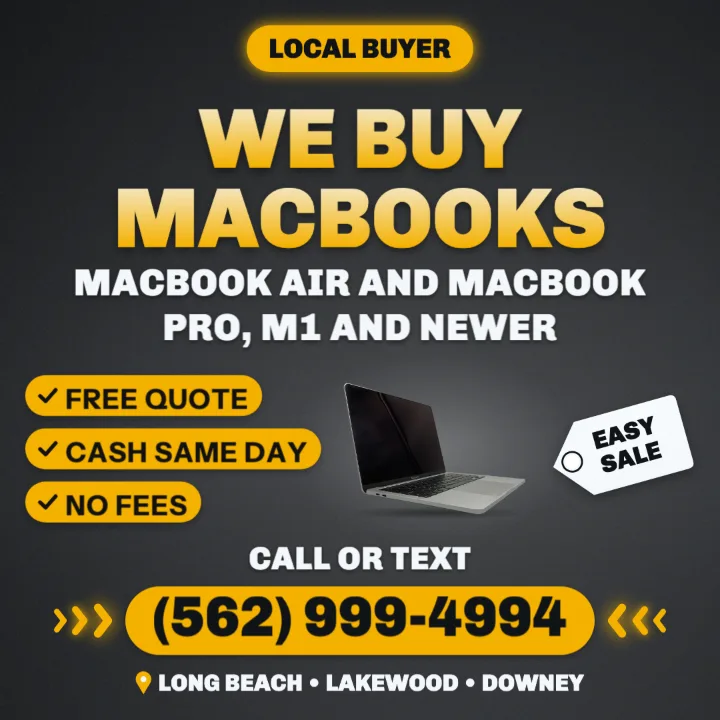 LOCAL BUYER
WE BUY
MACBOOKS
MACBOOK AIR AND MACBOOK
PRO, M1 AND NEWER
FREE QUOTE
CASH SAME DAY
NO FEES
EASY
SALE
CALL OR TEXT
(562) 999-4994
LONG BEACH • LAKEWOOD • DOWNEY